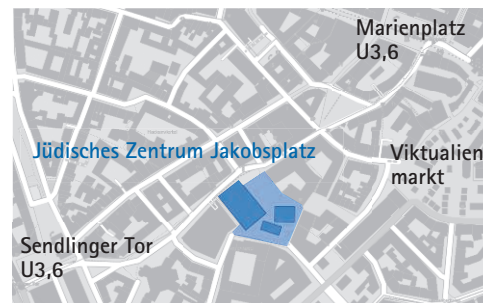 Marienplatz
U3,6
Jüdisches Zentrum Jakobsplatz
Viktualien
markt
Sendlinger Tor
U3,6